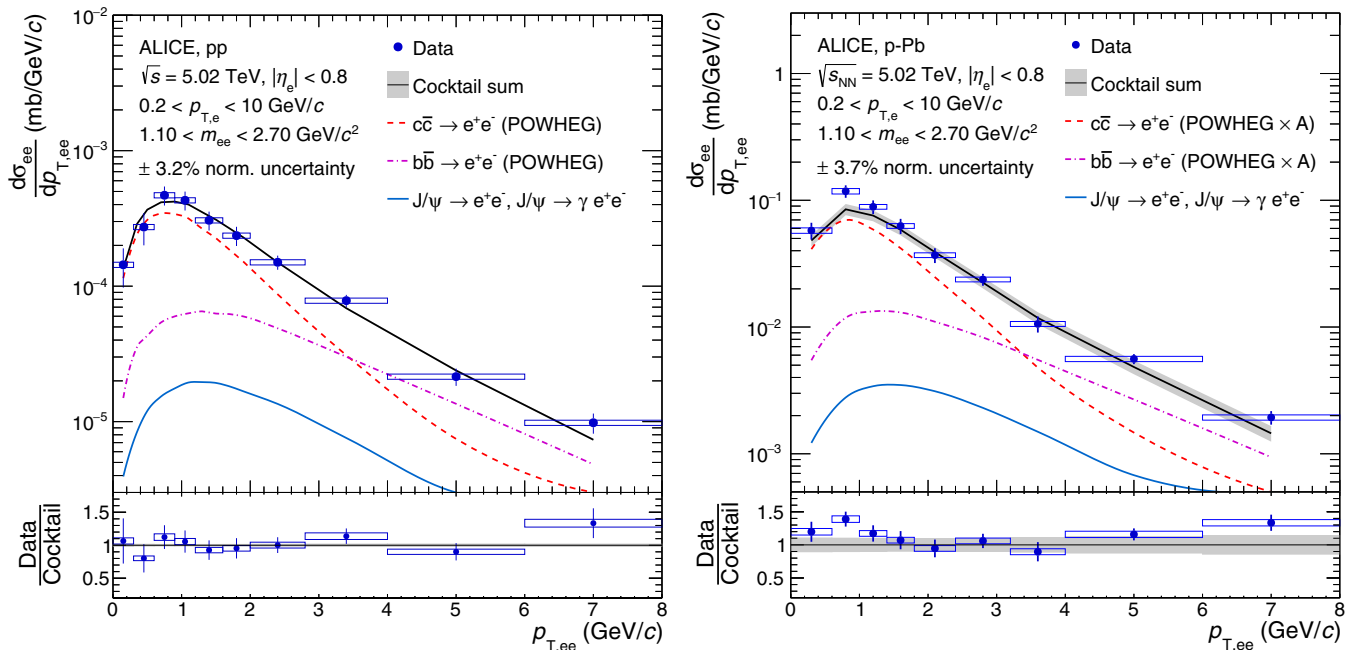 ALICE, pp
√s = 5.02 TeV, |η_e| < 0.8
0.2 < p_T,e < 10 GeV/c
1.10 < m_ee < 2.70 GeV/c²
± 3.2% norm. uncertainty
Data
Cocktail sum
cc̄ → e⁺e⁻ (POWHEG)
bb̄ → e⁺e⁻ (POWHEG)
J/ψ → e⁺e⁻, J/ψ → γ e⁺e⁻
dσ_ee
dp_T,ee
(mb/GeV/c)
10⁻²
10⁻³
10⁻⁴
10⁻⁵
Data
Cocktail
1.5
1
0.5
0 1 2 3 4 5 6 7 8
p_T,ee (GeV/c)
ALICE, p-Pb
√s_NN = 5.02 TeV, |η_e| < 0.8
0.2 < p_T,e < 10 GeV/c
1.10 < m_ee < 2.70 GeV/c²
± 3.7% norm. uncertainty
Data
Cocktail sum
cc̄ → e⁺e⁻ (POWHEG × A)
bb̄ → e⁺e⁻ (POWHEG × A)
J/ψ → e⁺e⁻, J/ψ → γ e⁺e⁻
dσ_ee
dp_T,ee
(mb/GeV/c)
1
10⁻¹
10⁻²
10⁻³
Data
Cocktail
1.5
1
0.5
0 1 2 3 4 5 6 7 8
p_T,ee (GeV/c)